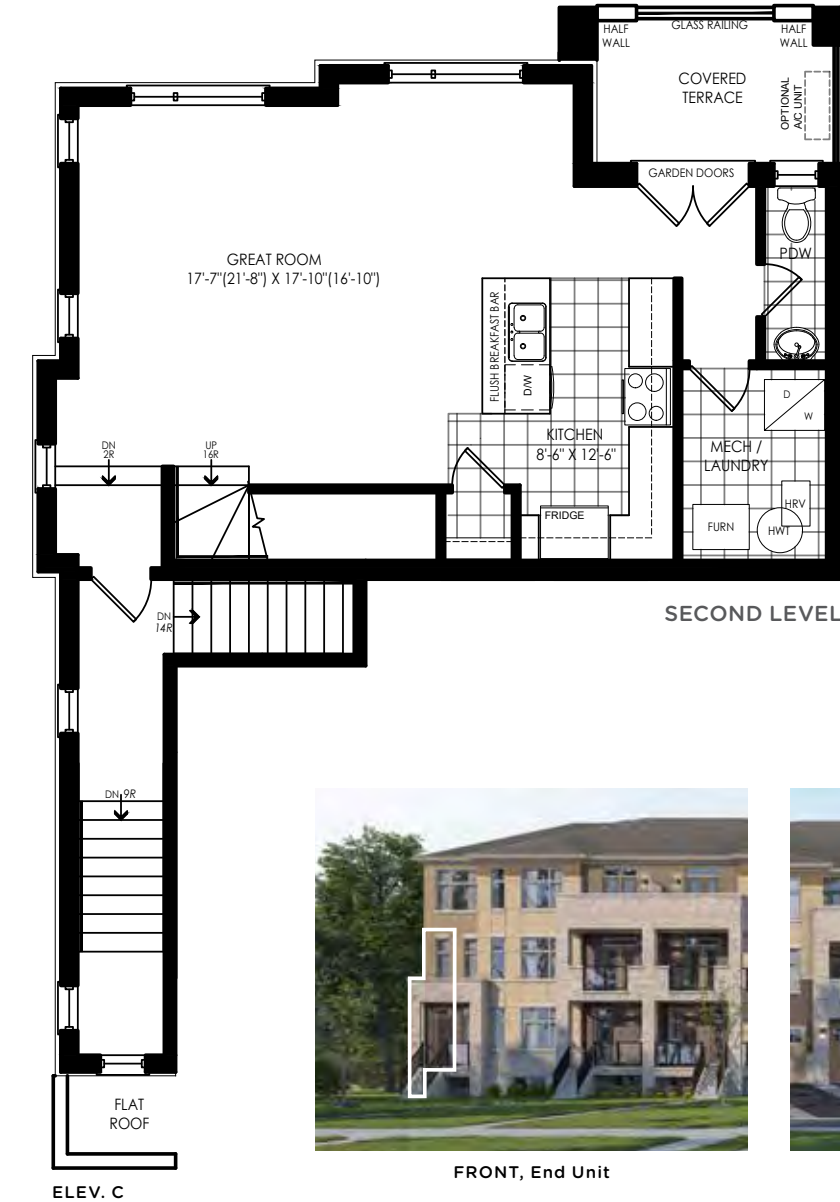 HALF
WALL
GLASS RAILING
HALF
WALL
COVERED
TERRACE
OPTIONAL
A/C UNIT
GARDEN DOORS
PDW
GREAT ROOM
17'-7"(21'-8") X 17'-10"(16'-10")
FLUSH BREAKFAST BAR
D/W
KITCHEN
8'-6" X 12'-6"
D
W
MECH /
LAUNDRY
DN
2R
UP
16R
FRIDGE
FURN
HRV
HWT
DN
14R
SECOND LEVEL
DN 9R
FLAT
ROOF
ELEV. C
FRONT, End Unit